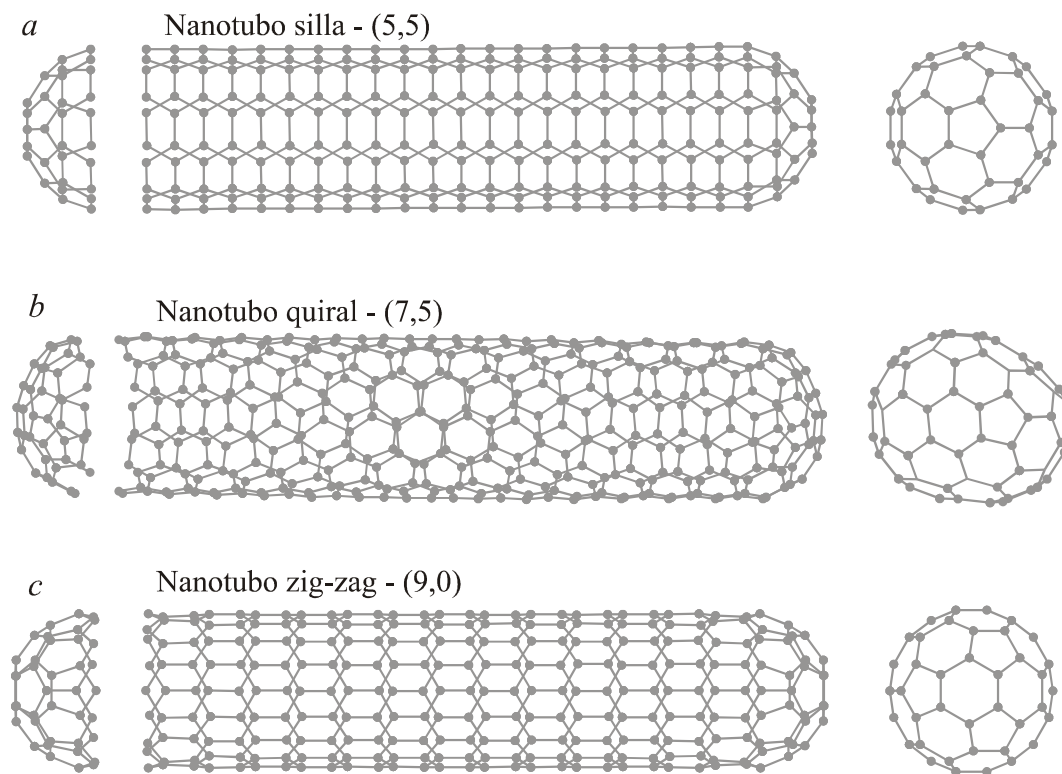 a
Nanotubo silla - (5,5)
b
Nanotubo quiral - (7,5)
c
Nanotubo zig-zag - (9,0)